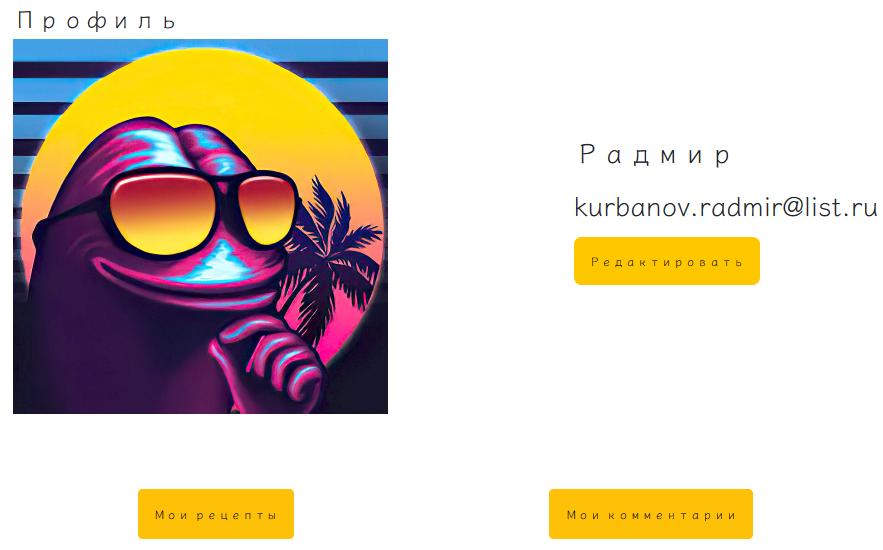 Профиль
Радмир
kurbanov.radmir@list.ru
Редактировать
Мои рецепты
Мои комментарии